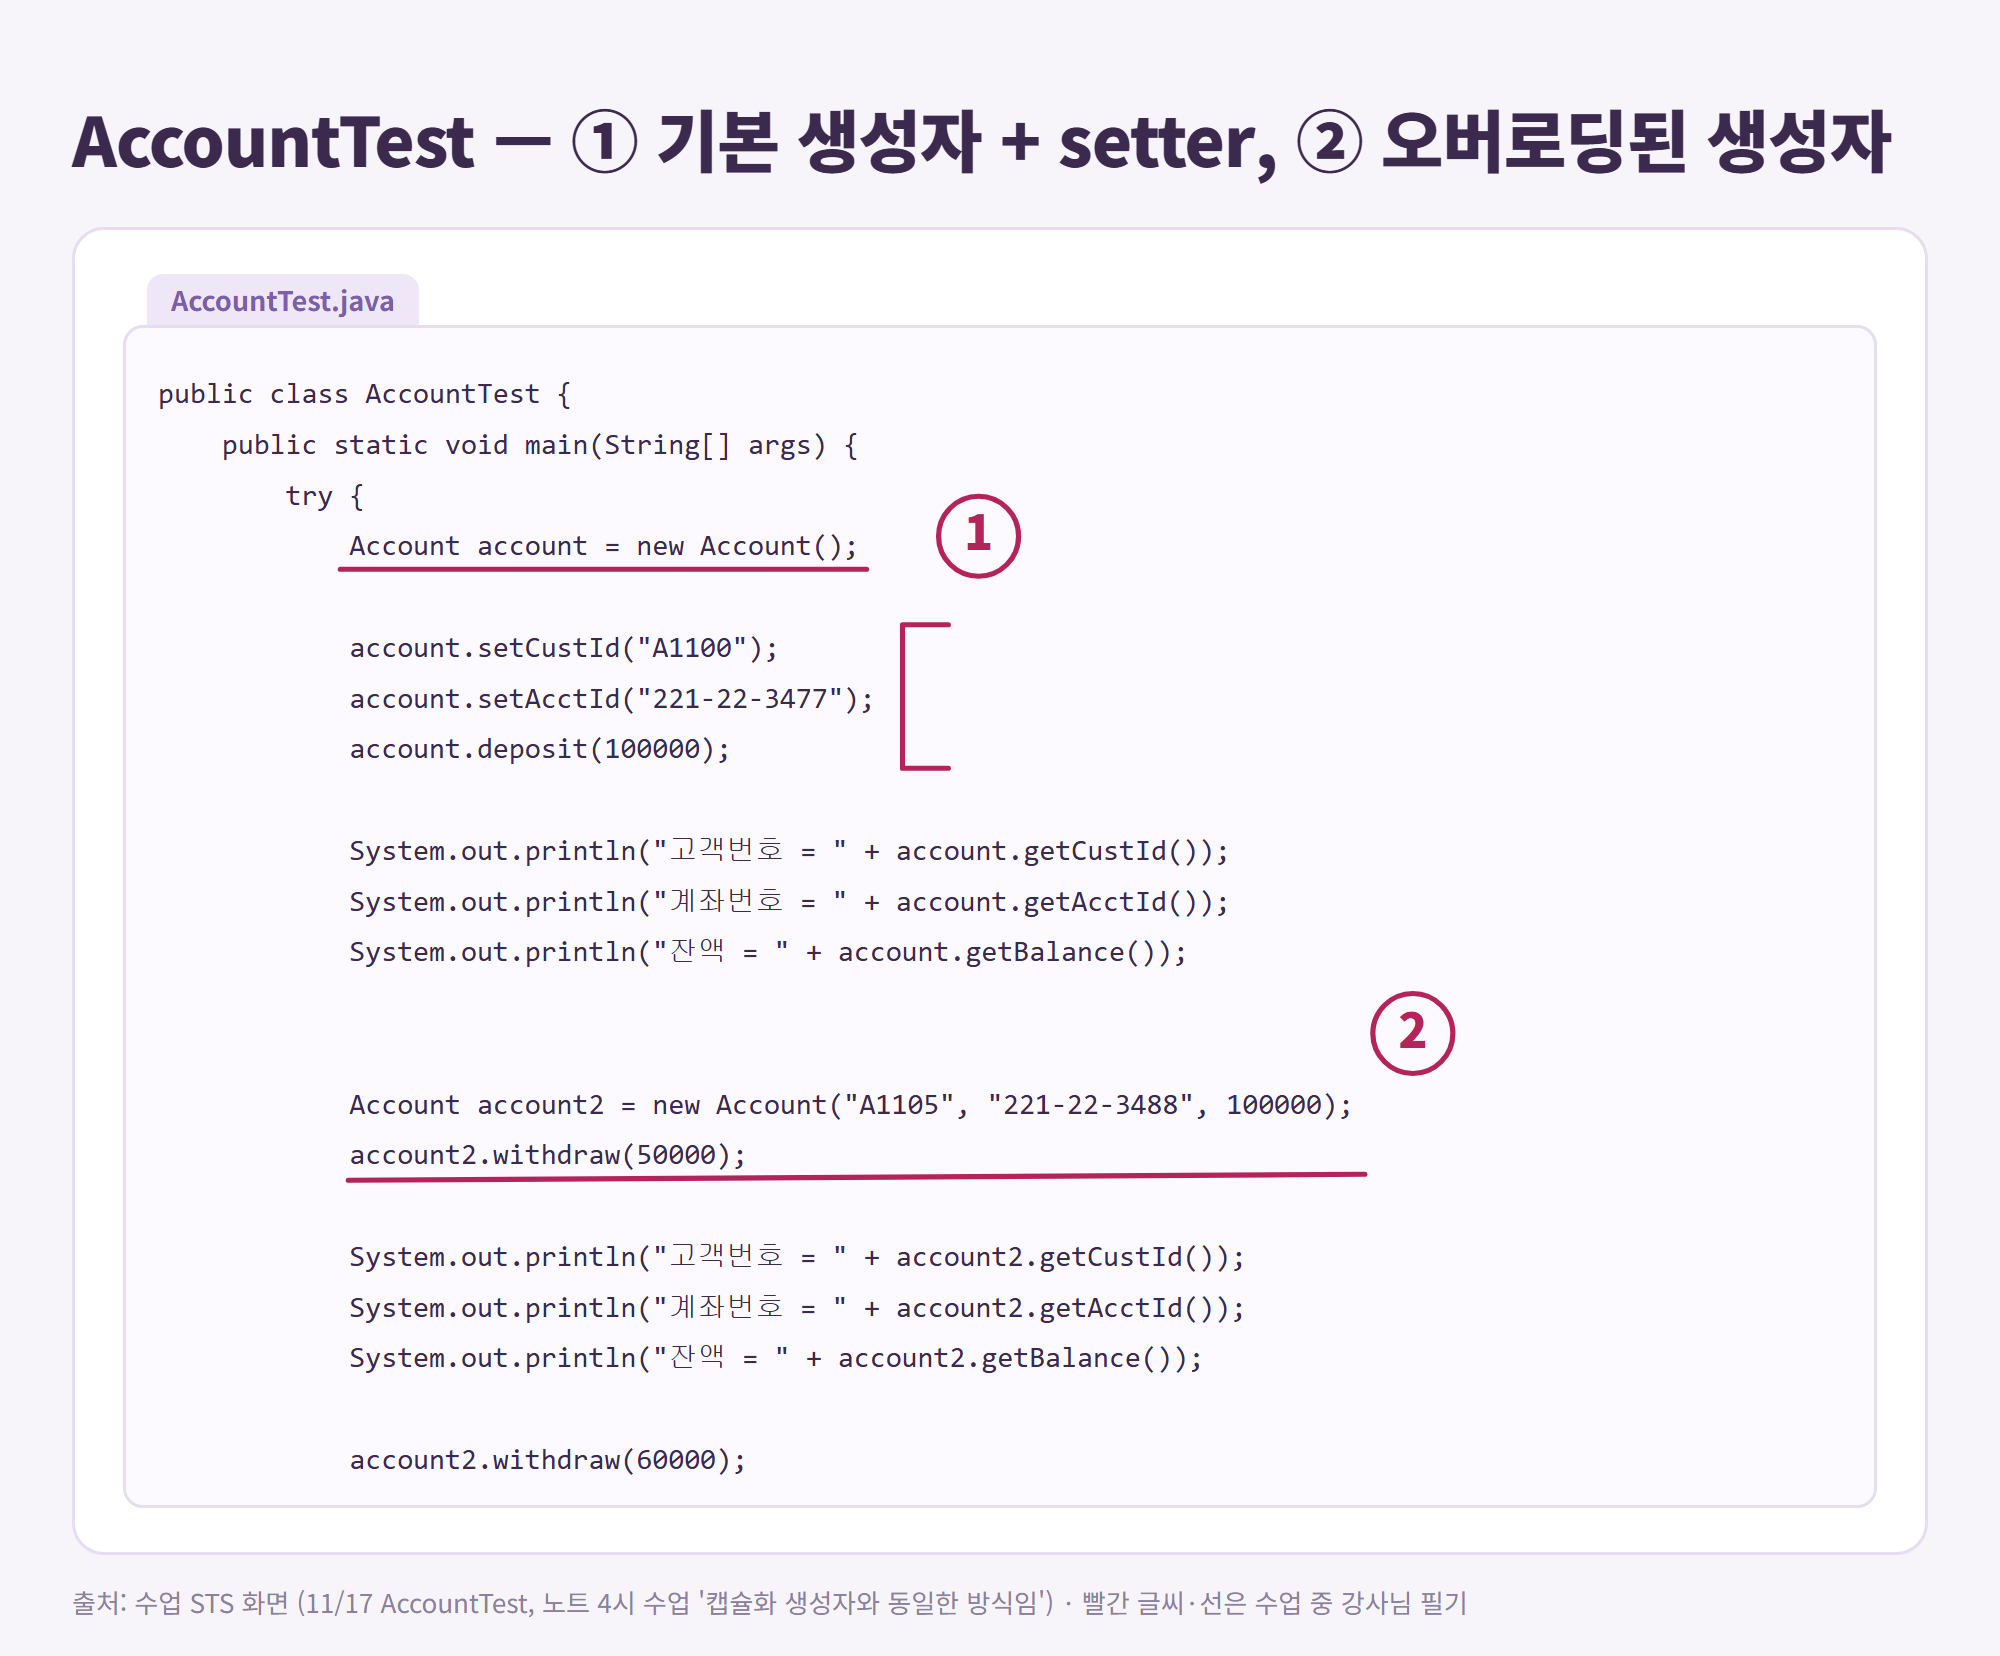 AccountTest — ① 기본 생성자 + setter, ② 오버로딩된 생성자
AccountTest.java
public class AccountTest {
public static void main(String[] args) {
try {
Account account = new Account();
1
account.setCustId("A1100");
account.setAcctId("221-22-3477");
account.deposit(100000);
System.out.println("고객번호 = " + account.getCustId());
System.out.println("계좌번호 = " + account.getAcctId());
System.out.println("잔액 = " + account.getBalance());
2
Account account2 = new Account("A1105", "221-22-3488", 100000);
account2.withdraw(50000);
System.out.println("고객번호 = " + account2.getCustId());
System.out.println("계좌번호 = " + account2.getAcctId());
System.out.println("잔액 = " + account2.getBalance());
account2.withdraw(60000);
출처: 수업 STS 화면 (11/17 AccountTest, 노트 4시 수업 '캡슐화 생성자와 동일한 방식임') · 빨간 글씨·선은 수업 중 강사님 필기